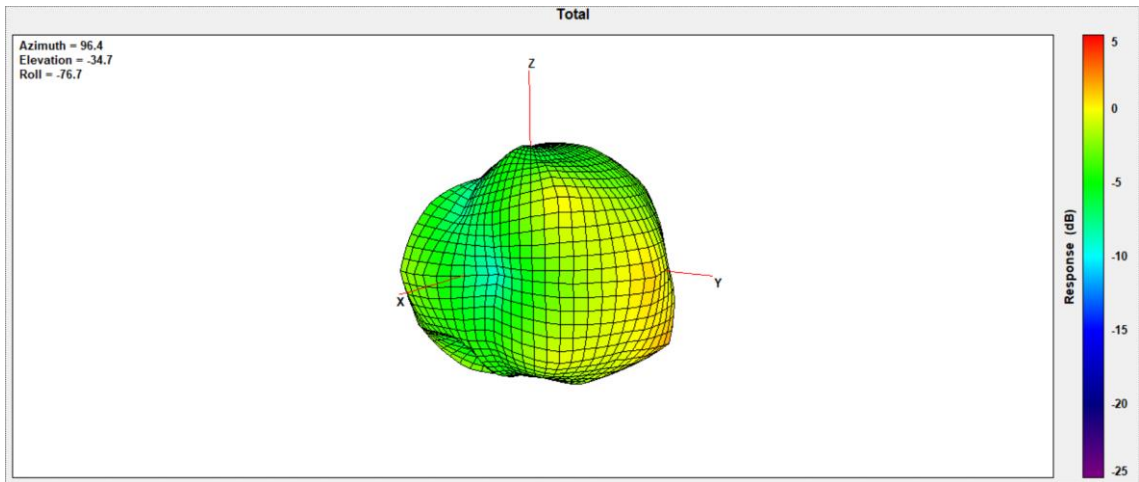 Total
Azimuth = 96.4
Elevation = -34.7
Roll = -76.7
Z
X
Y
5
0
-5
-10
-15
-20
-25
Response (dB)